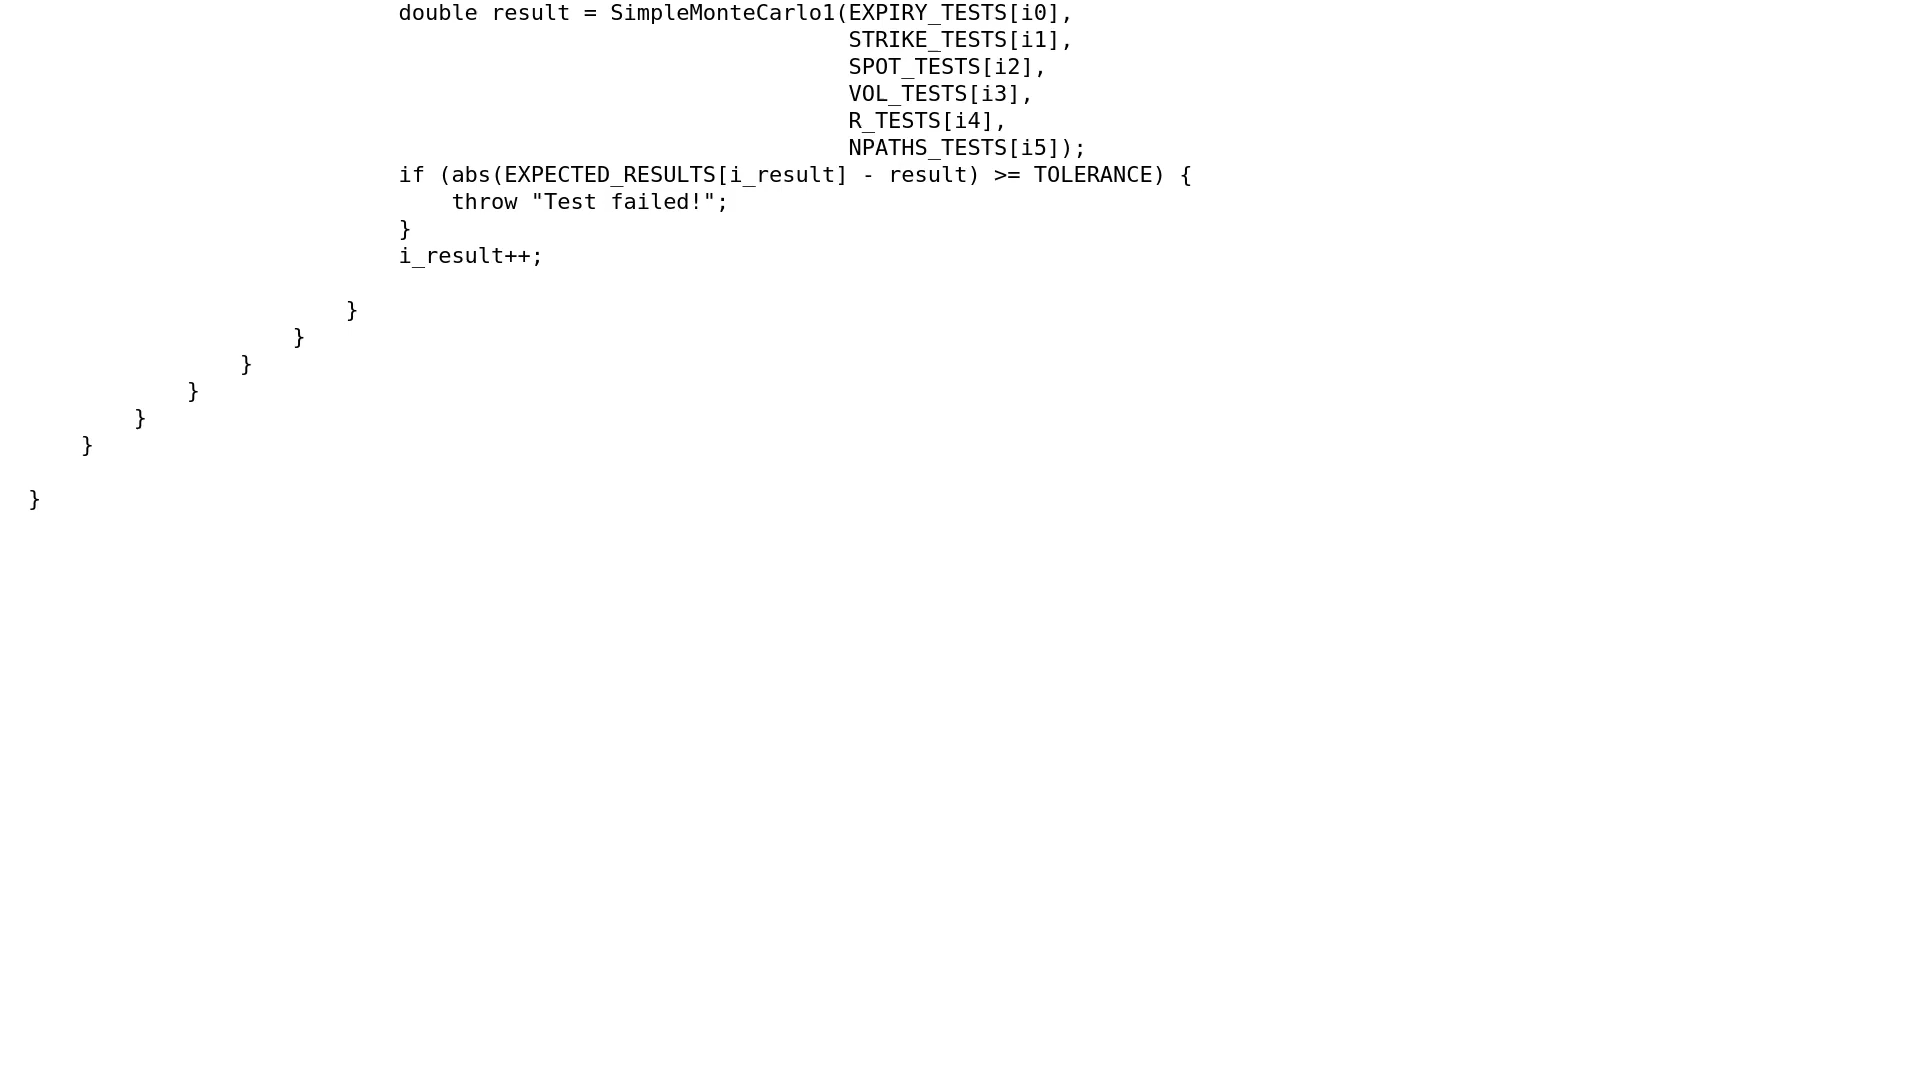 double result = SimpleMonteCarlo1(EXPIRY_TESTS[i0],
STRIKE_TESTS[i1],
SPOT_TESTS[i2],
VOL_TESTS[i3],
R_TESTS[i4],
NPATHS_TESTS[i5]);
if (abs(EXPECTED_RESULTS[i_result] - result) >= TOLERANCE) {
throw "Test failed!";
}
i_result++;
}
}
}
}
}
}
}